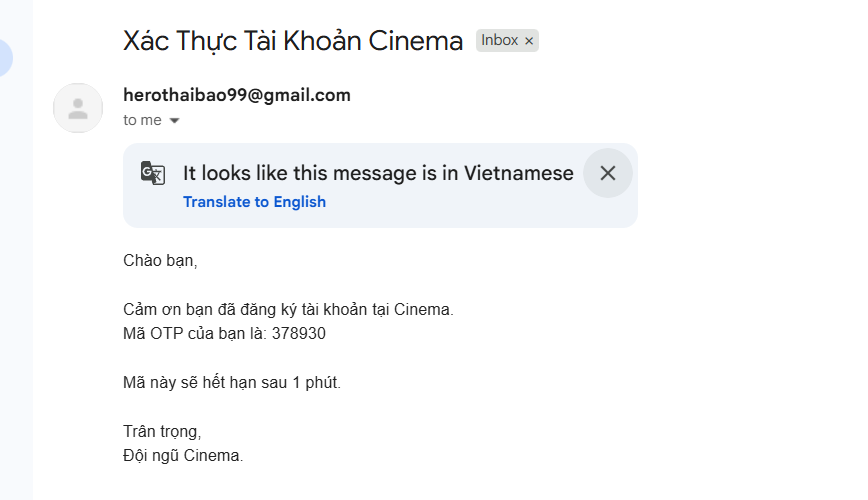 Xác Thực Tài Khoản Cinema Inbox ×
herothaibao99@gmail.com
to me
It looks like this message is in Vietnamese
Translate to English
Chào bạn,
Cảm ơn bạn đã đăng ký tài khoản tại Cinema.
Mã OTP của bạn là: 378930
Mã này sẽ hết hạn sau 1 phút.
Trân trọng,
Đội ngũ Cinema.